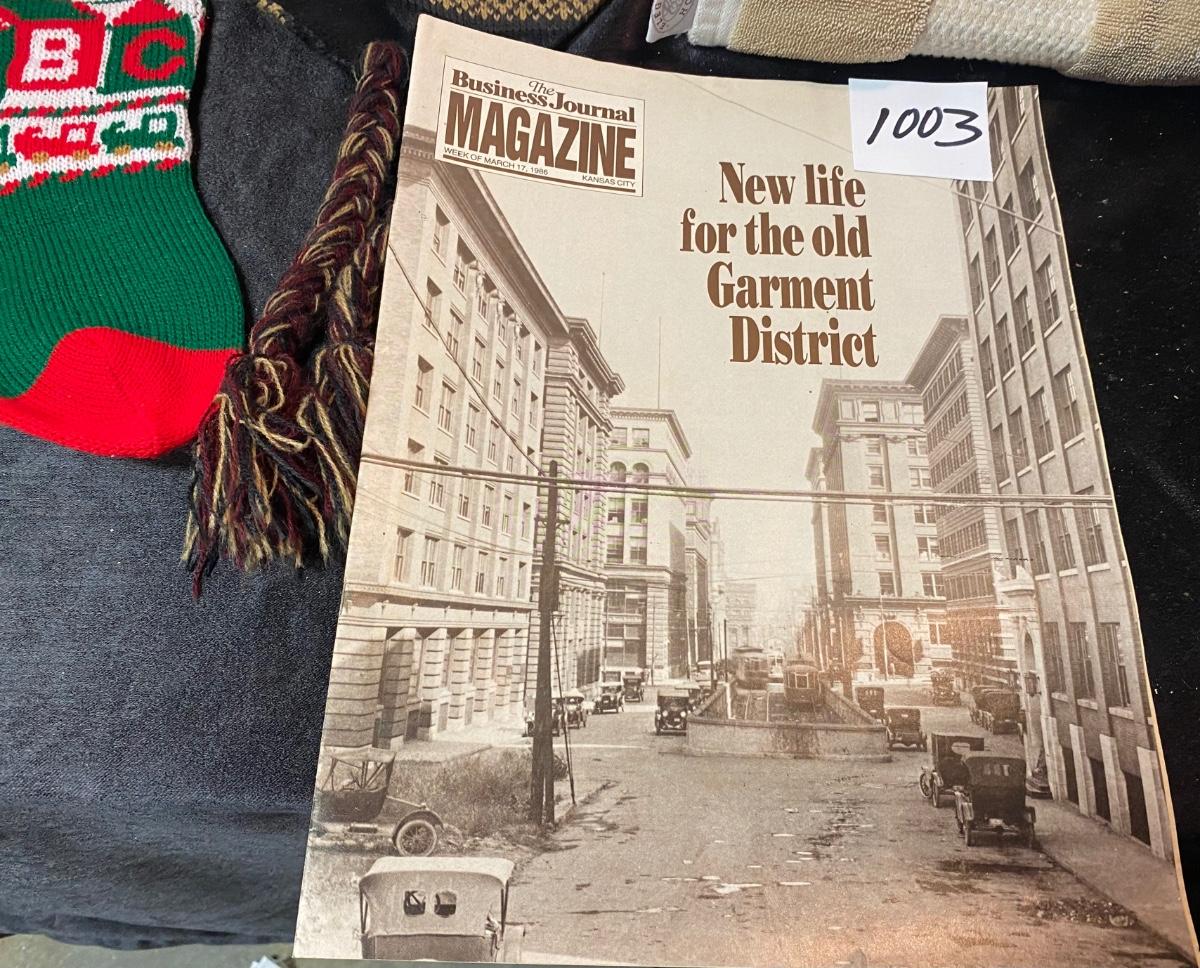 B C
The
Business Journal
MAGAZINE
WEEK OF MARCH 17, 1986 KANSAS CITY
1003
New life
for the old
Garment
District